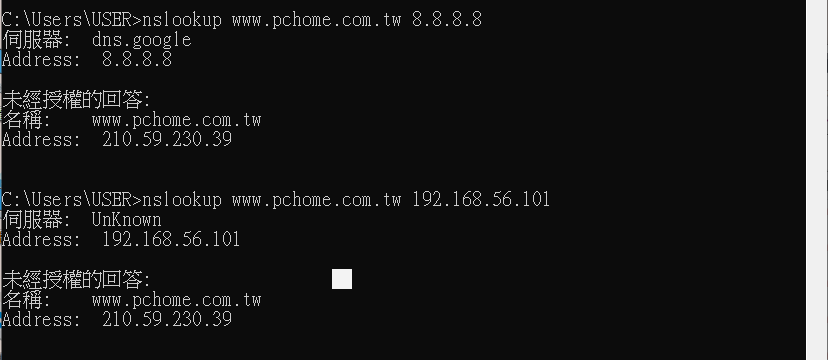 C:\Users\USER>nslookup www.pchome.com.tw 8.8.8.8
伺服器:  dns.google
Address:  8.8.8.8
未經授權的回答:
名稱:    www.pchome.com.tw
Address:  210.59.230.39
C:\Users\USER>nslookup www.pchome.com.tw 192.168.56.101
伺服器:  UnKnown
Address:  192.168.56.101
未經授權的回答:
名稱:    www.pchome.com.tw
Address:  210.59.230.39